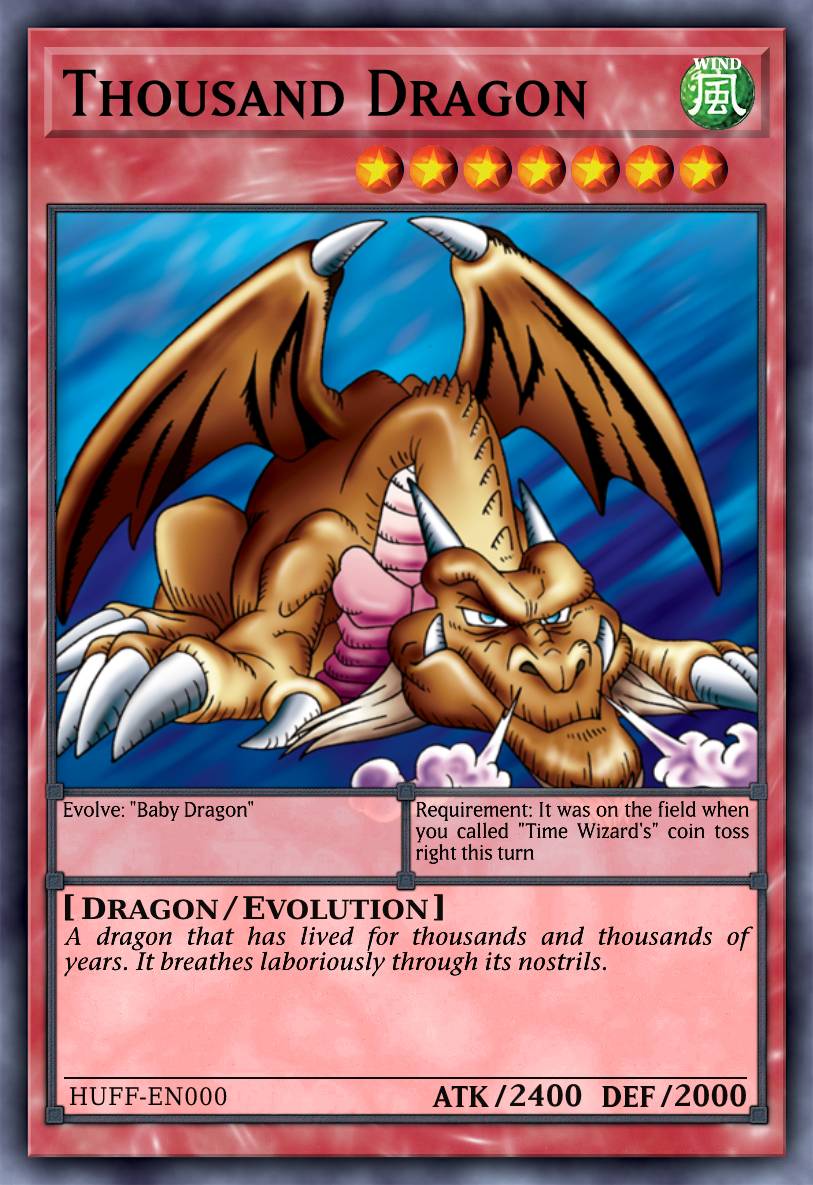 THOUSAND DRAGON
WIND
風
Evolve: "Baby Dragon"
Requirement: It was on the field when
you called "Time Wizard's" coin toss
right this turn
[ DRAGON / EVOLUTION ]
A dragon that has lived for thousands and thousands of
years. It breathes laboriously through its nostrils.
HUFF-EN000
ATK / 2400 DEF / 2000